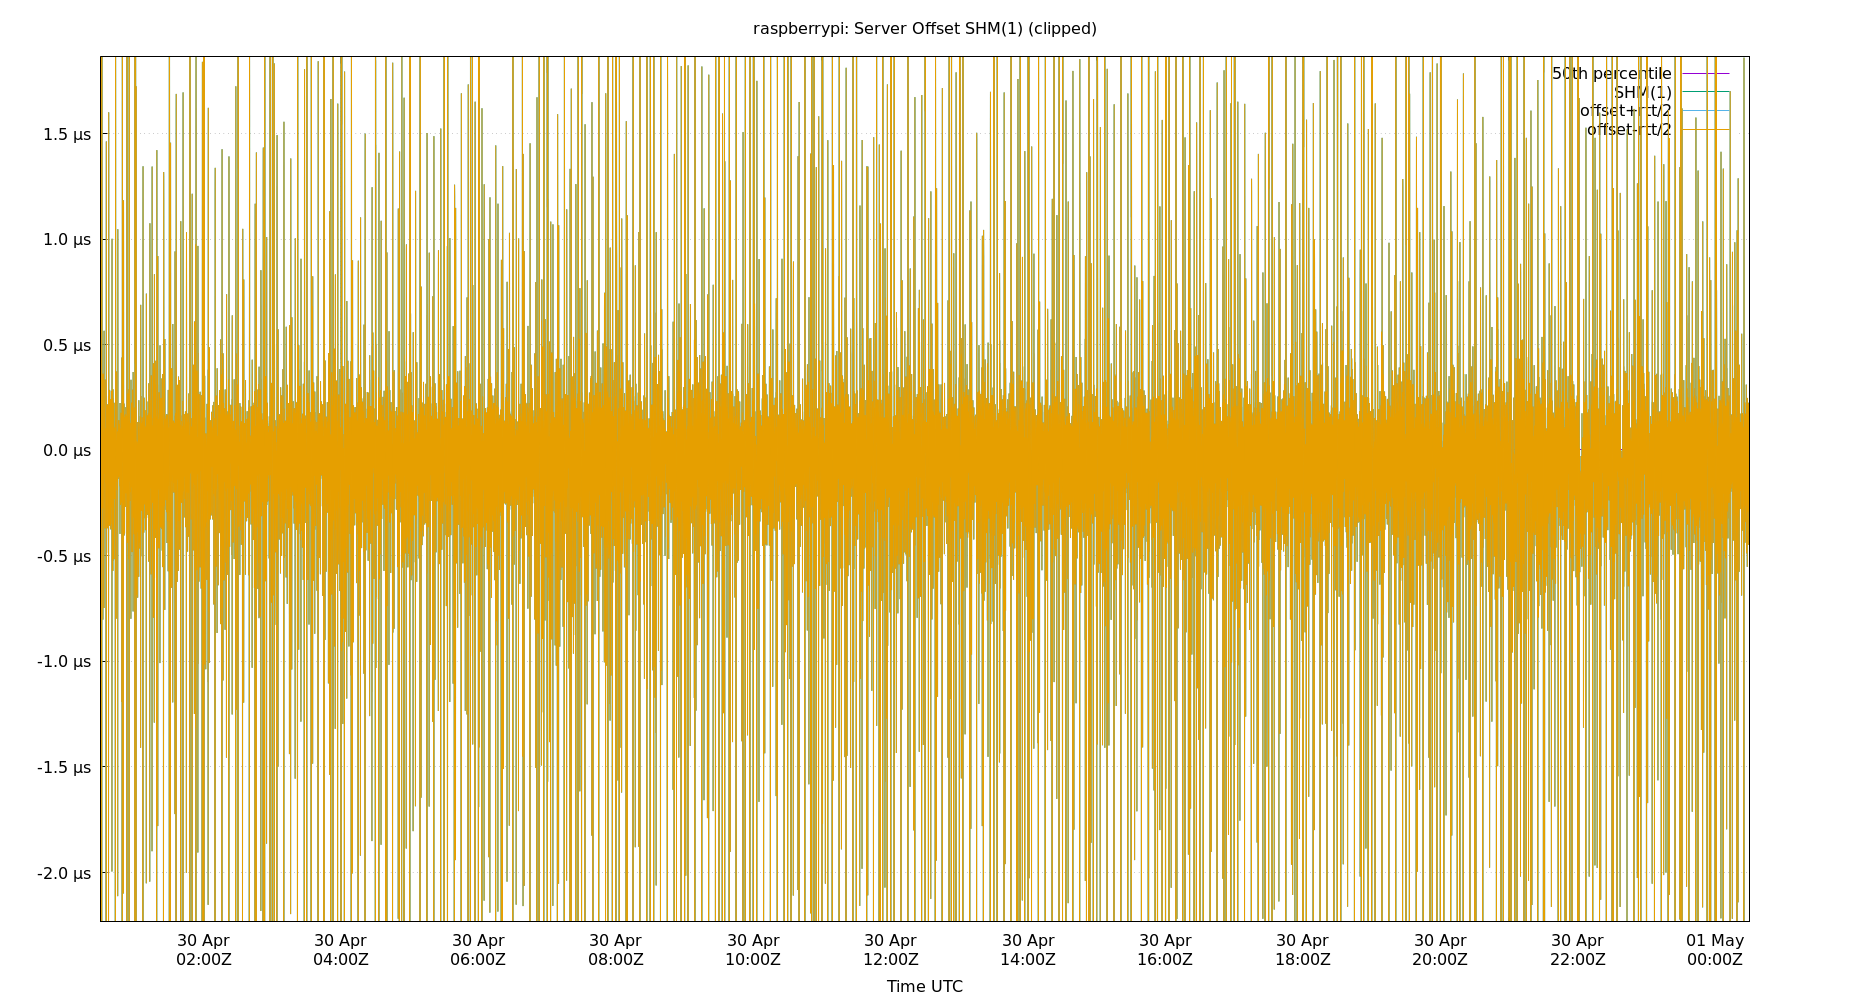 raspberrypi: Server Offset SHM(1) (clipped)
50th percentile
SHM(1)
offset+rtt/2
offset-rtt/2
1.5 µs
1.0 µs
0.5 µs
0.0 µs
-0.5 µs
-1.0 µs
-1.5 µs
-2.0 µs
30 Apr 30 Apr 30 Apr 30 Apr 30 Apr 30 Apr 30 Apr 30 Apr 30 Apr 30 Apr 30 Apr 01 May
02:00Z 04:00Z 06:00Z 08:00Z 10:00Z 12:00Z 14:00Z 16:00Z 18:00Z 20:00Z 22:00Z 00:00Z
Time UTC